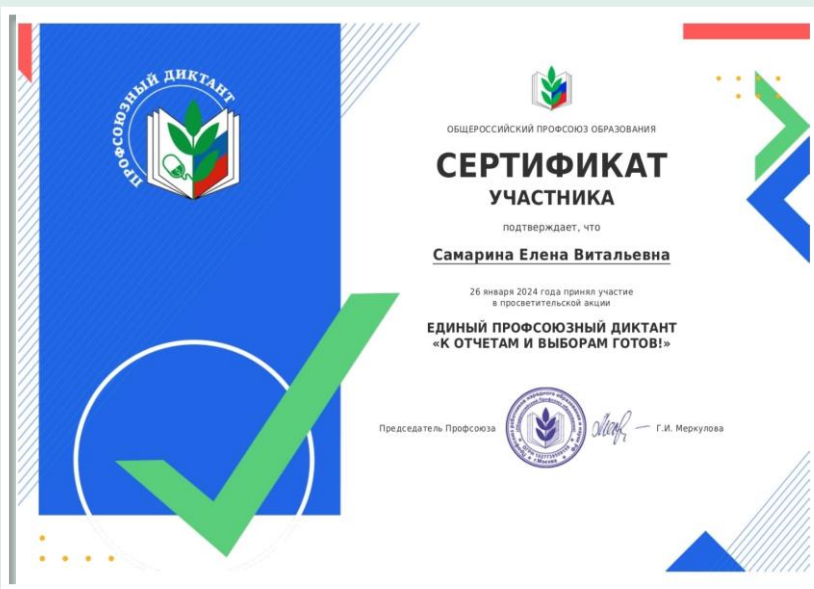 ПРОФСОЮЗНЫЙ ДИКТАНТ
ОБЩЕРОССИЙСКИЙ ПРОФСОЮЗ ОБРАЗОВАНИЯ
СЕРТИФИКАТ
УЧАСТНИКА
подтверждает, что
Самарина Елена Витальевна
26 января 2024 года принял участие
в просветительской акции
ЕДИНЫЙ ПРОФСОЮЗНЫЙ ДИКТАНТ
«К ОТЧЕТАМ И ВЫБОРАМ ГОТОВ!»
Председатель Профсоюза
Г.И. Меркулова